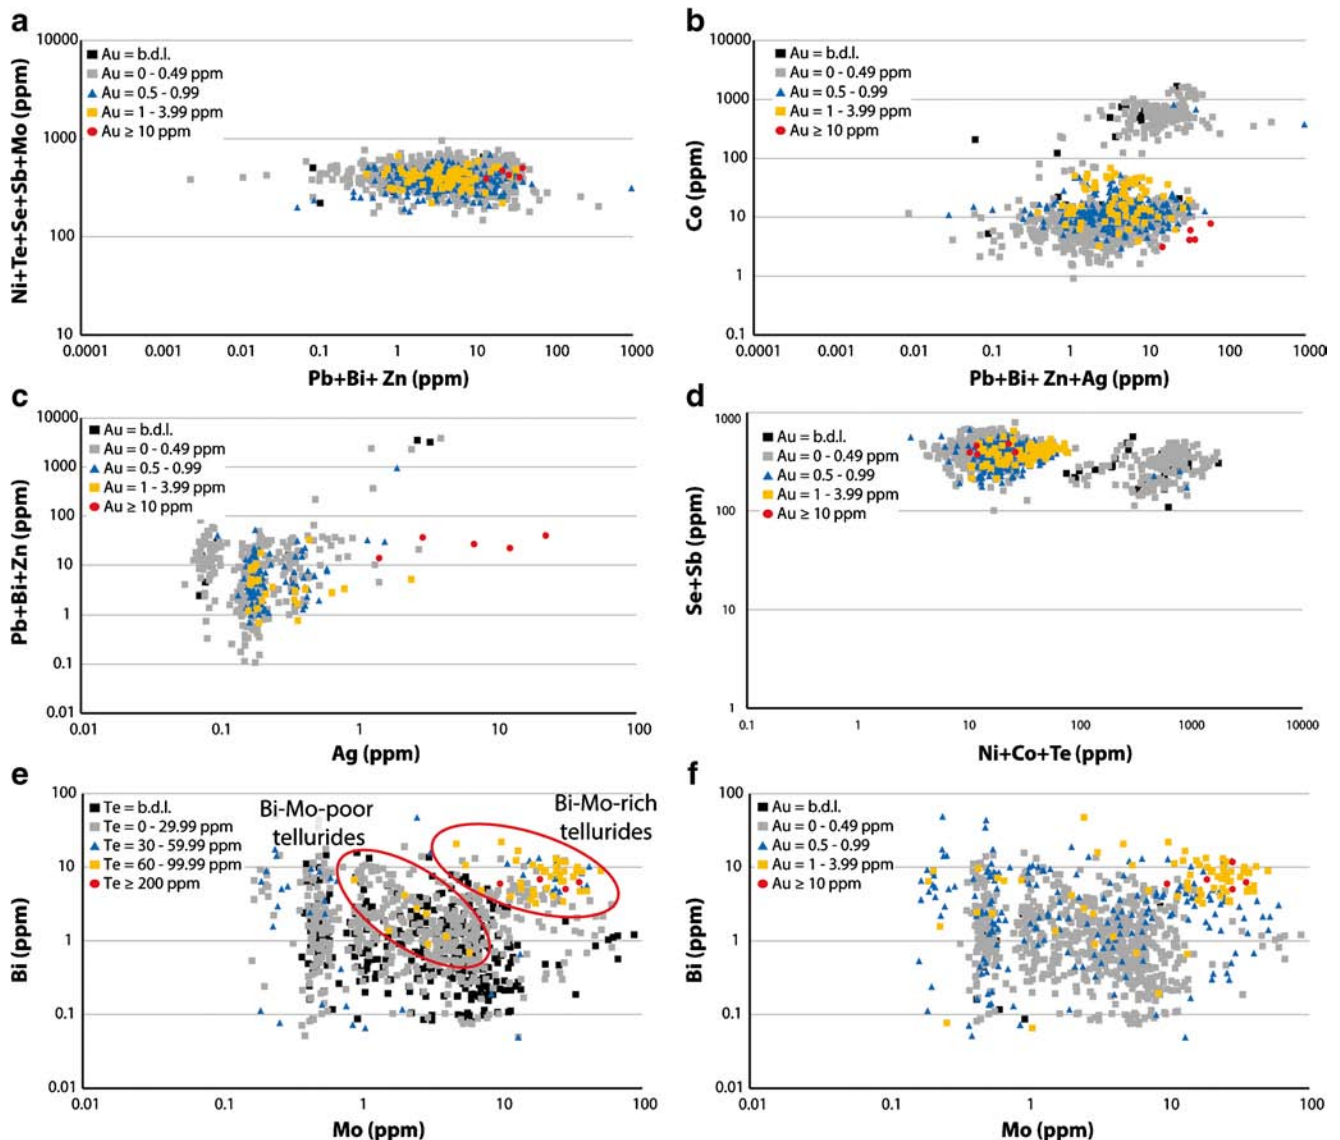 a
10000
1000
100
10
Ni+Te+Se+Sb+Mo (ppm)
Au = b.d.l.
Au = 0 - 0.49 ppm
Au = 0.5 - 0.99
Au = 1 - 3.99 ppm
Au ≥ 10 ppm
0.0001 0.001 0.01 0.1 1 10 100 1000
Pb+Bi+ Zn (ppm)
b
10000
1000
100
10
1
0.1
Co (ppm)
Au = b.d.l.
Au = 0 - 0.49 ppm
Au = 0.5 - 0.99
Au = 1 - 3.99 ppm
Au ≥ 10 ppm
0.001 0.01 0.1 1 10 100 1000
Pb+Bi+ Zn+Ag (ppm)
c
10000
1000
100
10
1
0.1
0.01
Pb+Bi+Zn (ppm)
Au = b.d.l.
Au = 0 - 0.49 ppm
Au = 0.5 - 0.99
Au = 1 - 3.99 ppm
Au ≥ 10 ppm
0.01 0.1 1 10 100
Ag (ppm)
d
1000
100
10
1
Se+Sb (ppm)
Au = b.d.l.
Au = 0 - 0.49 ppm
Au = 0.5 - 0.99
Au = 1 - 3.99 ppm
Au ≥ 10 ppm
0.1 1 10 100 1000 10000
Ni+Co+Te (ppm)
e
100
10
1
0.1
0.01
Bi (ppm)
Te = b.d.l.
Te = 0 - 29.99 ppm
Te = 30 - 59.99 ppm
Te = 60 - 99.99 ppm
Te ≥ 200 ppm
Bi-Mo-poor
tellurides
Bi-Mo-rich
tellurides
0.01 0.1 1 10 100
Mo (ppm)
f
100
10
1
0.1
0.01
Bi (ppm)
Au = b.d.l.
Au = 0 - 0.49 ppm
Au = 0.5 - 0.99
Au = 1 - 3.99 ppm
Au ≥ 10 ppm
0.01 0.1 1 10 100
Mo (ppm)